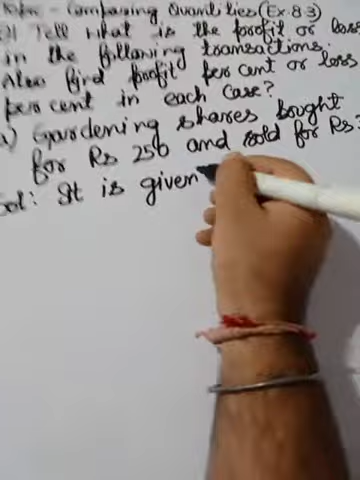 Comparing Quantities (Ex. 8.3)
Tell what is the profit or loss
in the following transactions.
Also find profit per cent or loss
per cent in each case?
a) Gardening shears bought
for Rs 250 and sold for Rs
Sol: It is given